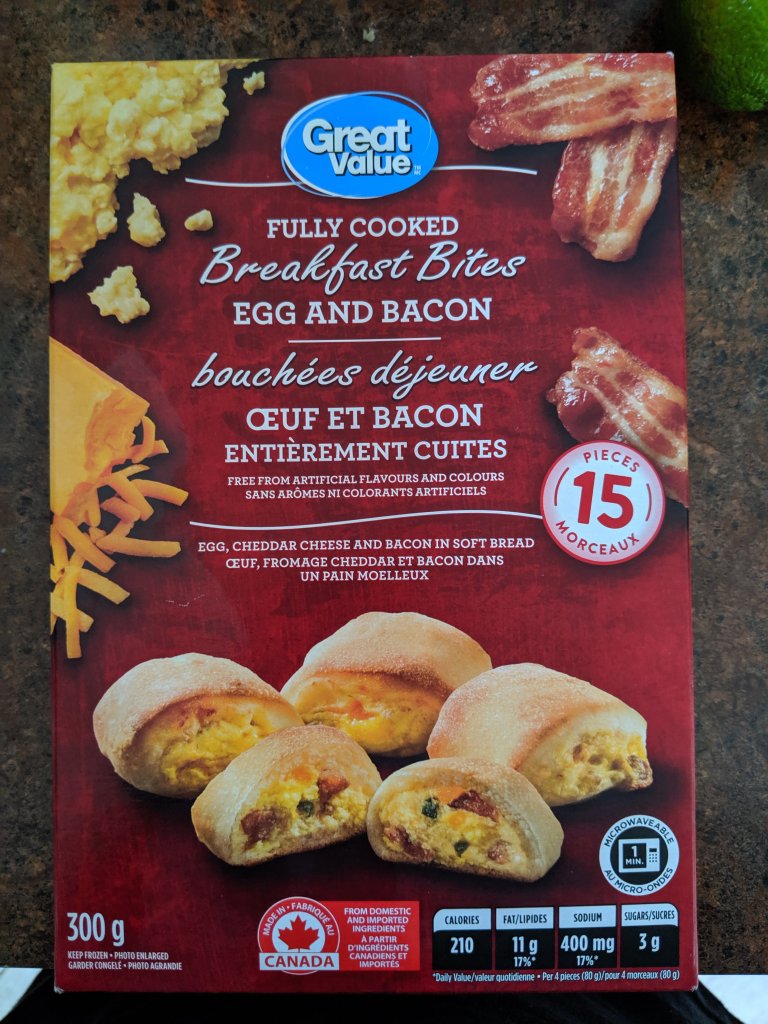 Great
Value
TM
MC
FULLY COOKED
Breakfast Bites
EGG AND BACON
bouchées déjeuner
ŒUF ET BACON
ENTIÈREMENT CUITES
FREE FROM ARTIFICIAL FLAVOURS AND COLOURS
SANS ARÔMES NI COLORANTS ARTIFICIELS
PIECES
15
MORCEAUX
EGG, CHEDDAR CHEESE AND BACON IN SOFT BREAD
ŒUF, FROMAGE CHEDDAR ET BACON DANS
UN PAIN MOELLEUX
MICROWAVEABLE
1
MIN.
AU MICRO-ONDES
300 g
KEEP FROZEN • PHOTO ENLARGED
GARDER CONGELÉ • PHOTO AGRANDIE
MADE IN • FABRIQUÉ AU
CANADA
FROM DOMESTIC
AND IMPORTED
INGREDIENTS
À PARTIR
D'INGRÉDIENTS
CANADIENS ET
IMPORTÉS
CALORIES
210
FAT/LIPIDES
11 g
17%*
SODIUM
400 mg
17%*
SUGARS/SUCRES
3 g
*Daily Value/valeur quotidienne • Per 4 pieces (80 g)/pour 4 morceaux (80 g)